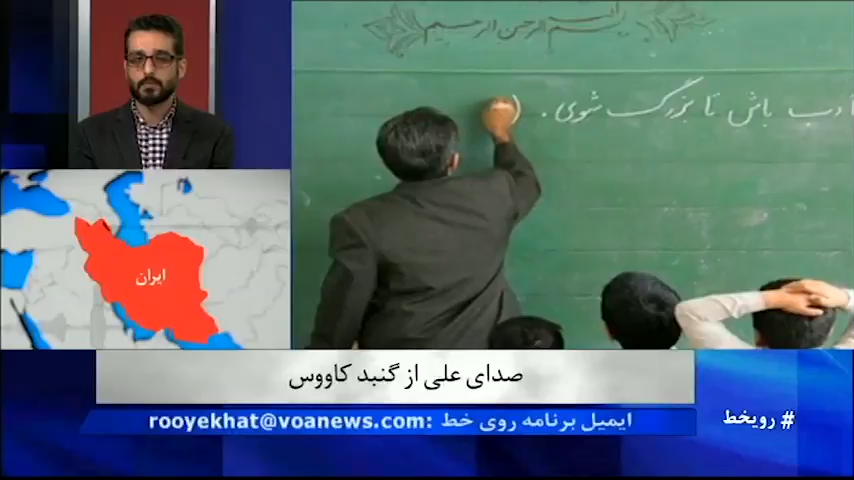 بسم الله الرحمن الرحیم
ادب باش تا بزرگ شوی .
ایران
صدای علی از گنبد کاووس
ایمیل برنامه روی خط: rooyekhat@voanews.com
# رویخط